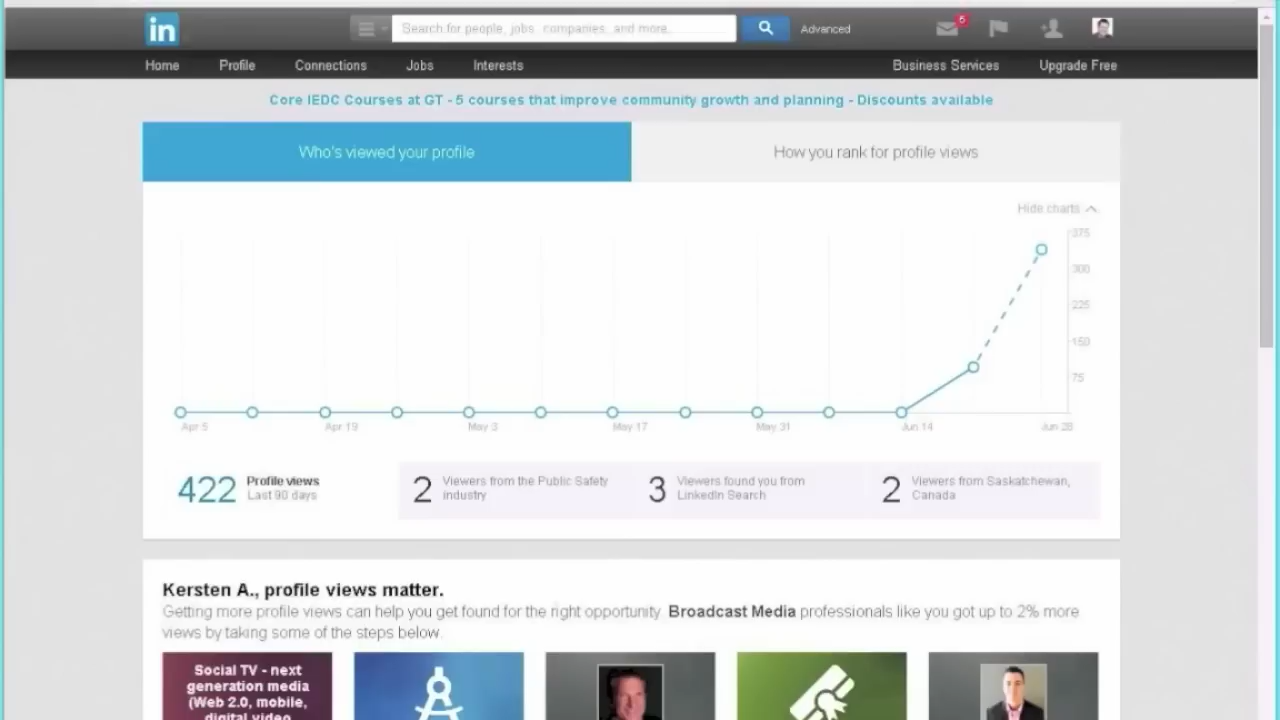 in
Search for people, jobs, companies, and more...
Advanced
5
Home
Profile
Connections
Jobs
Interests
Business Services
Upgrade Free
Core IEDC Courses at GT - 5 courses that improve community growth and planning - Discounts available
Who's viewed your profile
How you rank for profile views
Hide charts
375
300
225
150
75
Apr 5
Apr 19
May 3
May 17
May 31
Jun 14
Jun 28
422
Profile views
Last 90 days
2
Viewers from the Public Safety
industry
3
Viewers found you from
LinkedIn Search
2
Viewers from Saskatchewan,
Canada
Kersten A., profile views matter.
Getting more profile views can help you get found for the right opportunity. Broadcast Media professionals like you got up to 2% more
views by taking some of the steps below.
Social TV - next
generation media
(Web 2.0, mobile,
digital video